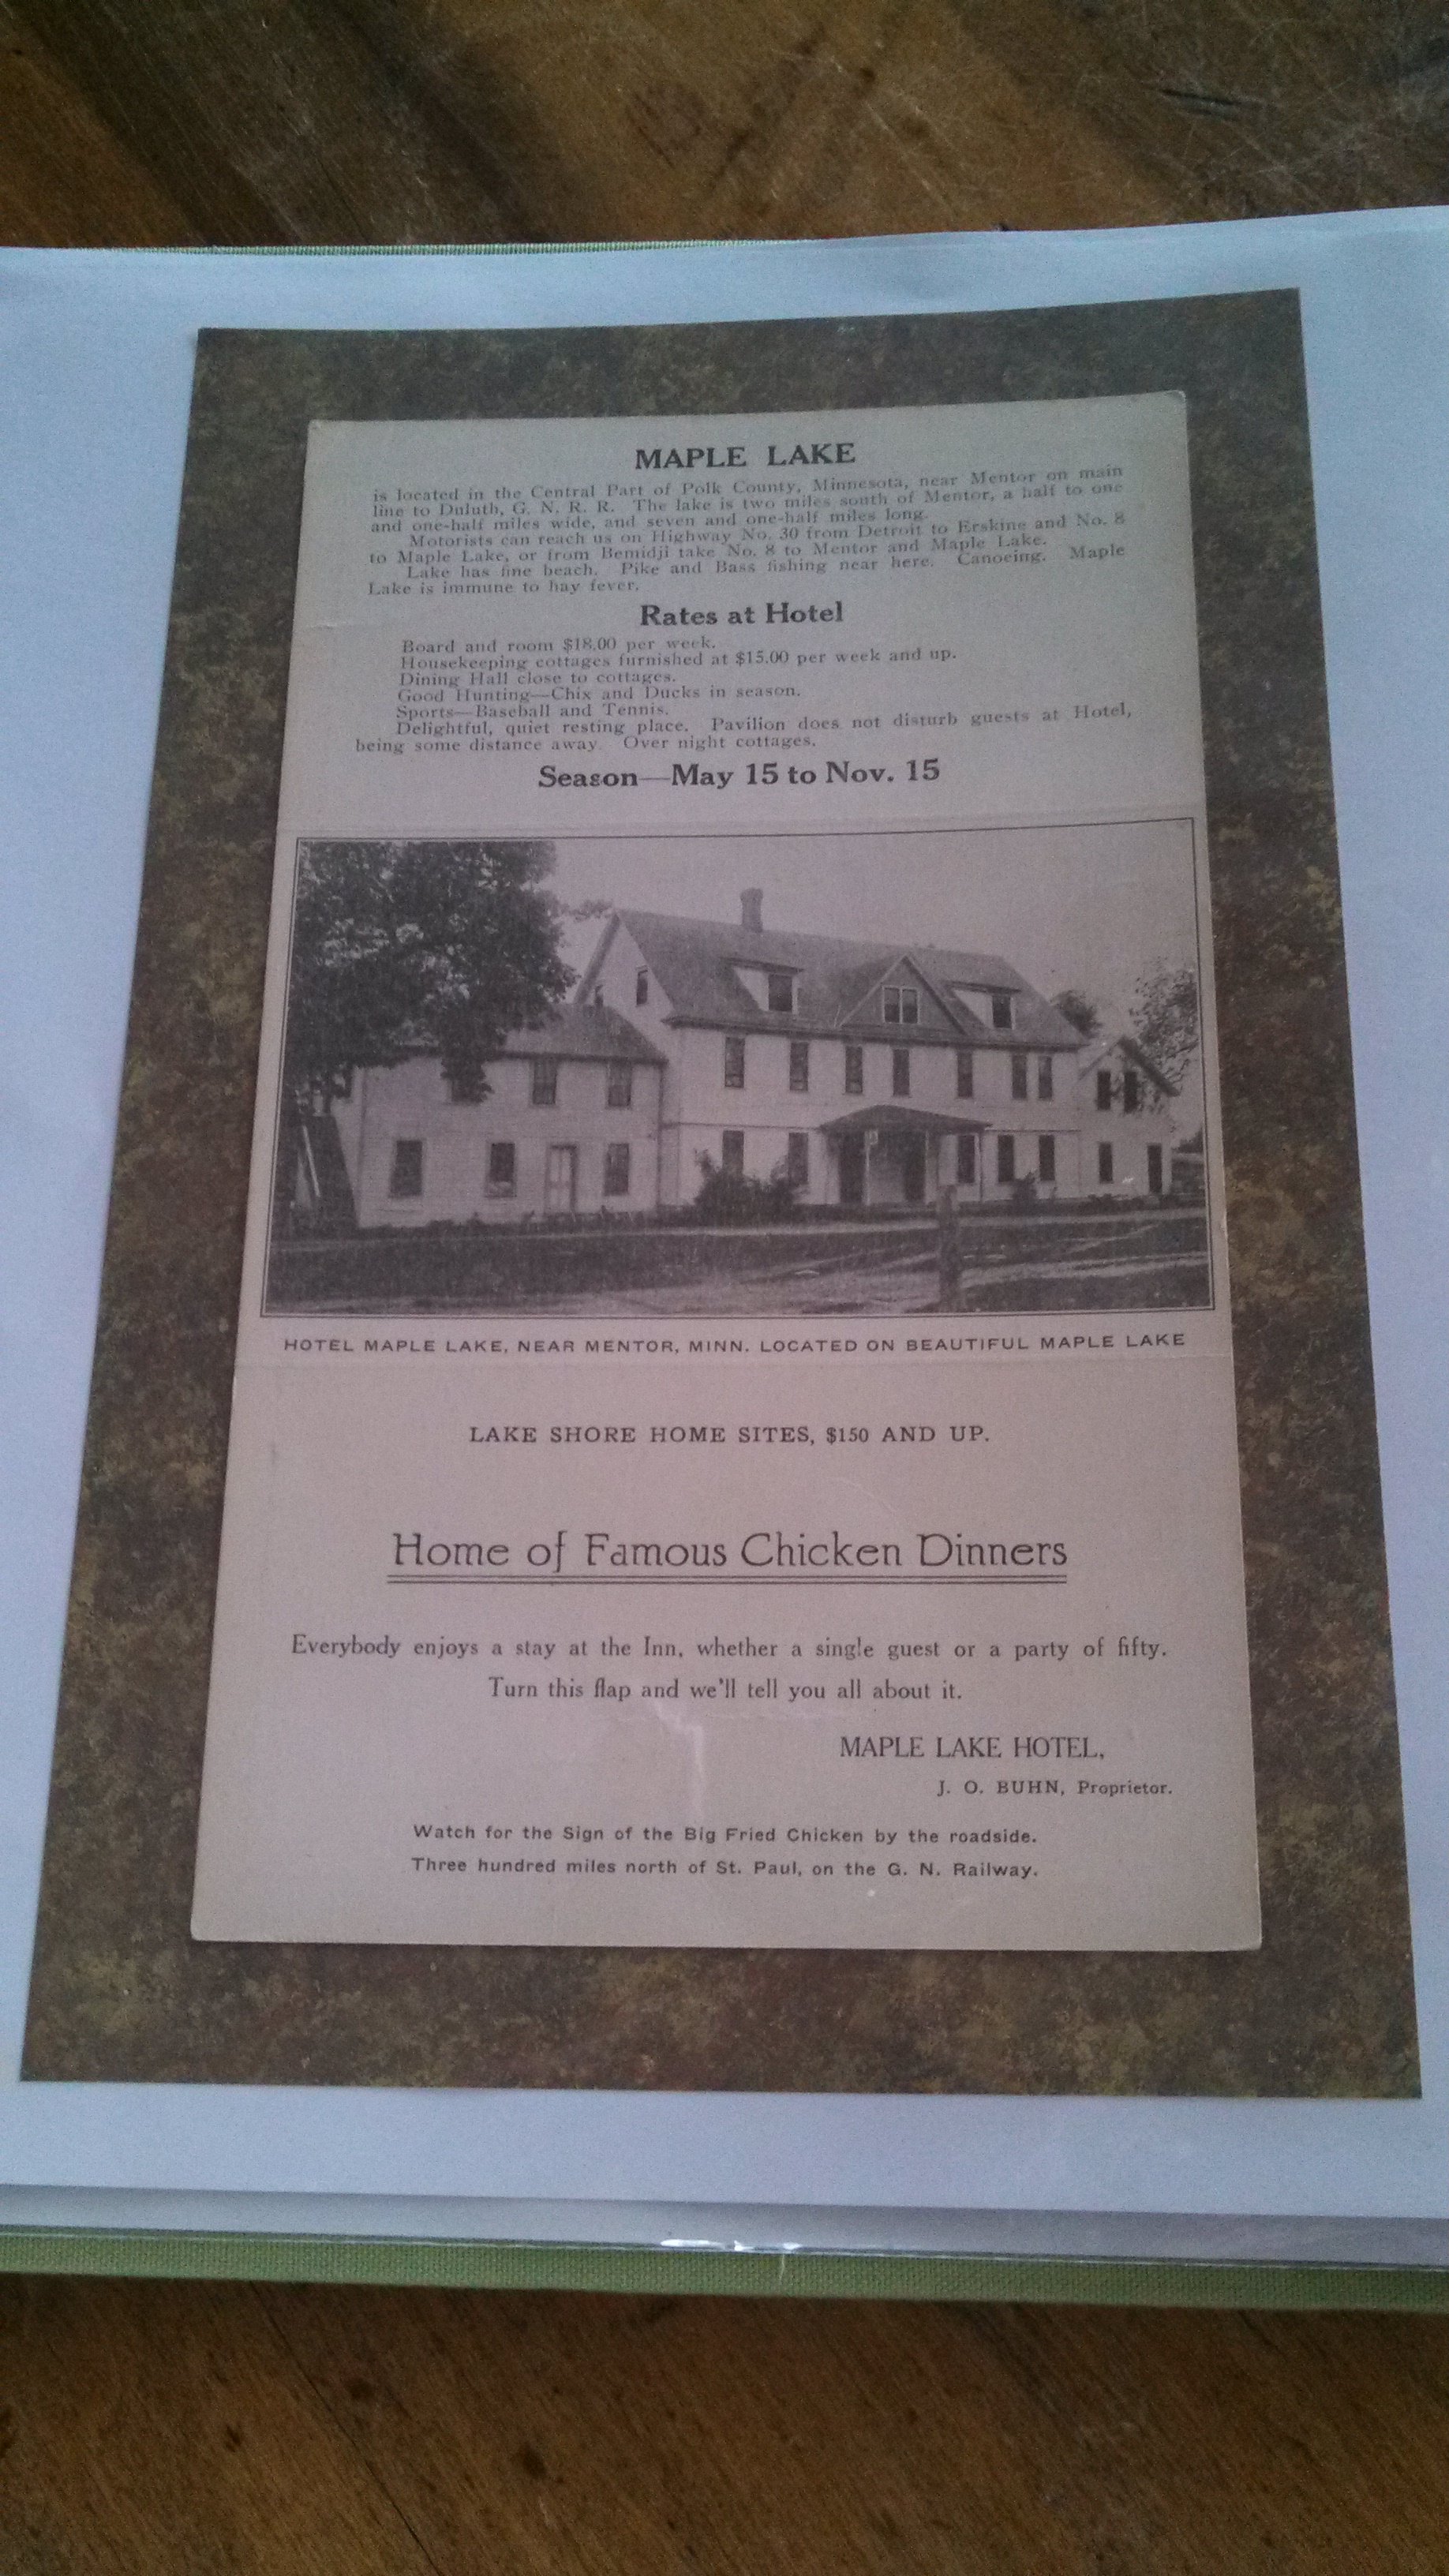 MAPLE LAKE
is located in the Central Part of Polk County, Minnesota, near Mentor on main
line to Duluth, G. N. R. R. The lake is two miles south of Mentor, a half to one
and one-half miles wide, and seven and one-half miles long.
Motorists can reach us on Highway No. 30 from Detroit to Erskine and No. 8
to Maple Lake, or from Bemidji take No. 8 to Mentor and Maple Lake.
Lake has fine beach. Pike and Bass fishing near here. Canoeing. Maple
Lake is immune to hay fever.
Rates at Hotel
Board and room $18.00 per week.
Housekeeping cottages furnished at $15.00 per week and up.
Dining Hall close to cottages.
Good Hunting—Chix and Ducks in season.
Sports—Baseball and Tennis.
Delightful, quiet resting place. Pavilion does not disturb guests at Hotel,
being some distance away. Over night cottages.
Season—May 15 to Nov. 15
HOTEL MAPLE LAKE, NEAR MENTOR, MINN. LOCATED ON BEAUTIFUL MAPLE LAKE
LAKE SHORE HOME SITES, $150 AND UP.
Home of Famous Chicken Dinners
Everybody enjoys a stay at the Inn, whether a single guest or a party of fifty.
Turn this flap and we'll tell you all about it.
MAPLE LAKE HOTEL,
J. O. BUHN, Proprietor.
Watch for the Sign of the Big Fried Chicken by the roadside.
Three hundred miles north of St. Paul, on the G. N. Railway.